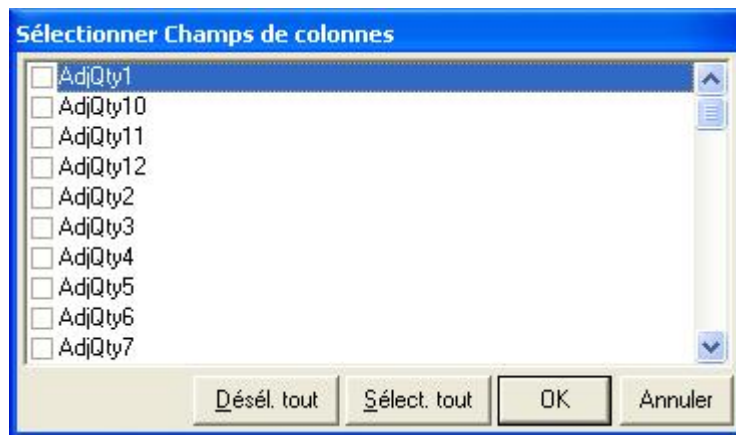 Sélectionner Champs de colonnes
AdjQty1
AdjQty10
AdjQty11
AdjQty12
AdjQty2
AdjQty3
AdjQty4
AdjQty5
AdjQty6
AdjQty7
Désél. tout Sélect. tout OK Annuler